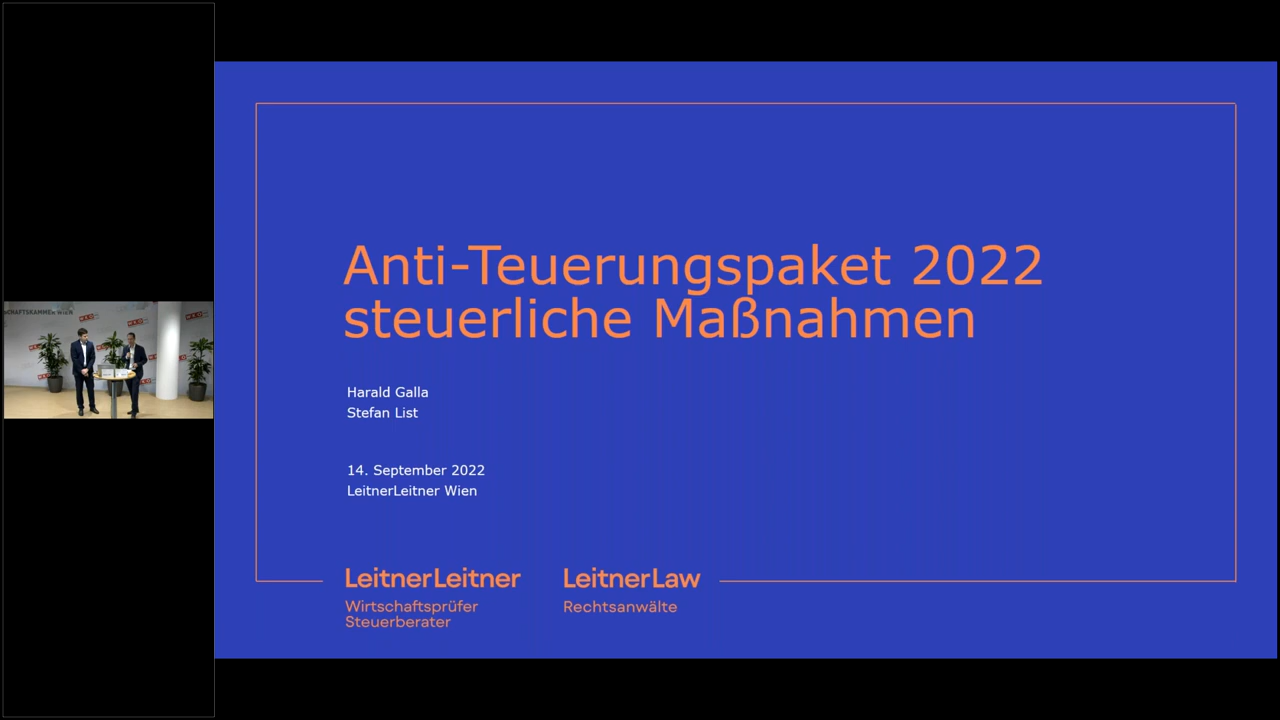 Anti-Teuerungspaket 2022
steuerliche Maßnahmen
Harald Galla
Stefan List
14. September 2022
LeitnerLeitner Wien
LeitnerLeitner
Wirtschaftsprüfer
Steuerberater
LeitnerLaw
Rechtsanwälte